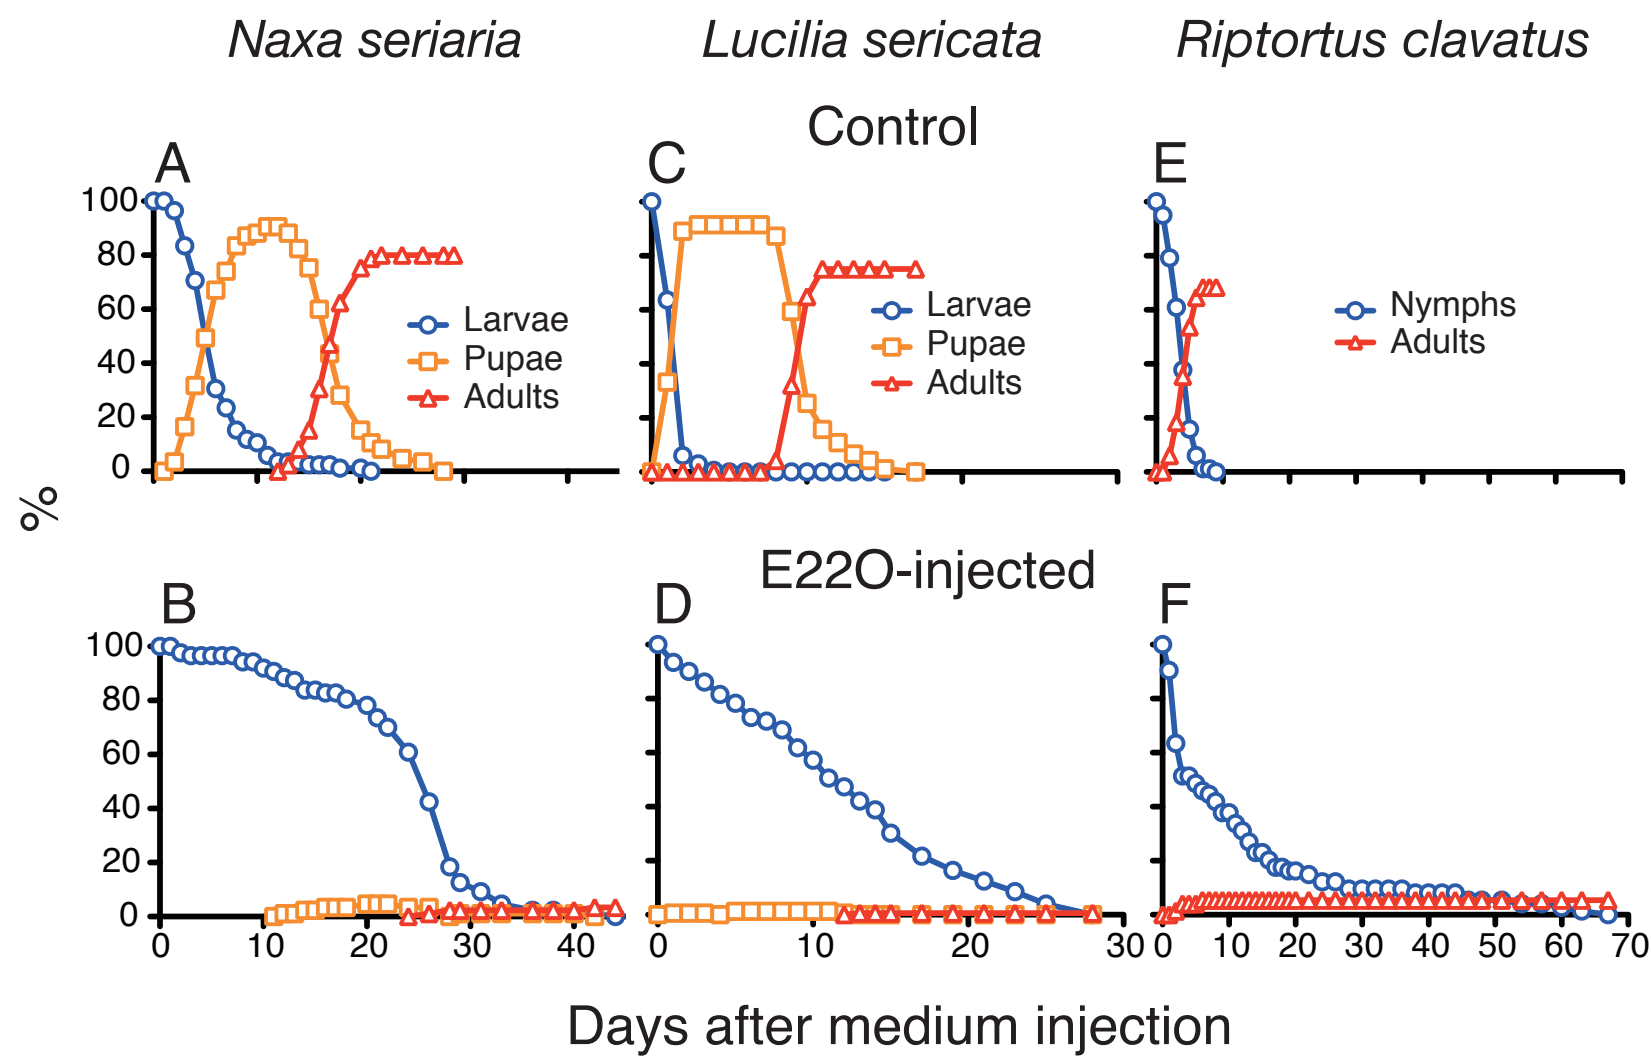 Naxa seriaria Lucilia sericata Riptortus clavatus
Control
A C E
100
80
60
40
20
0
Larvae
Pupae
Adults
Larvae
Pupae
Adults
Nymphs
Adults
%
E22O-injected
B D F
100
80
60
40
20
0
0 10 20 30 40 0 10 20 30 0 10 20 30 40 50 60 70
Days after medium injection